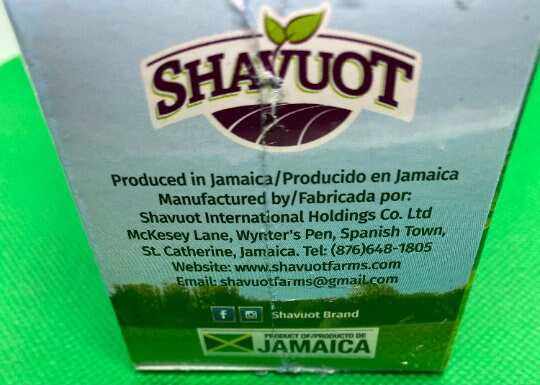 SHAVUOT
Produced in Jamaica/Producido en Jamaica
Manufactured by/Fabricada por:
Shavuot International Holdings Co. Ltd
McKesey Lane, Wynter's Pen, Spanish Town,
St. Catherine, Jamaica. Tel: (876)648-1805
Website: www.shavuotfarms.com
Email: shavuotfarms@gmail.com
f Shavuot Brand
PRODUCT OF/PRODUCTO DE
JAMAICA